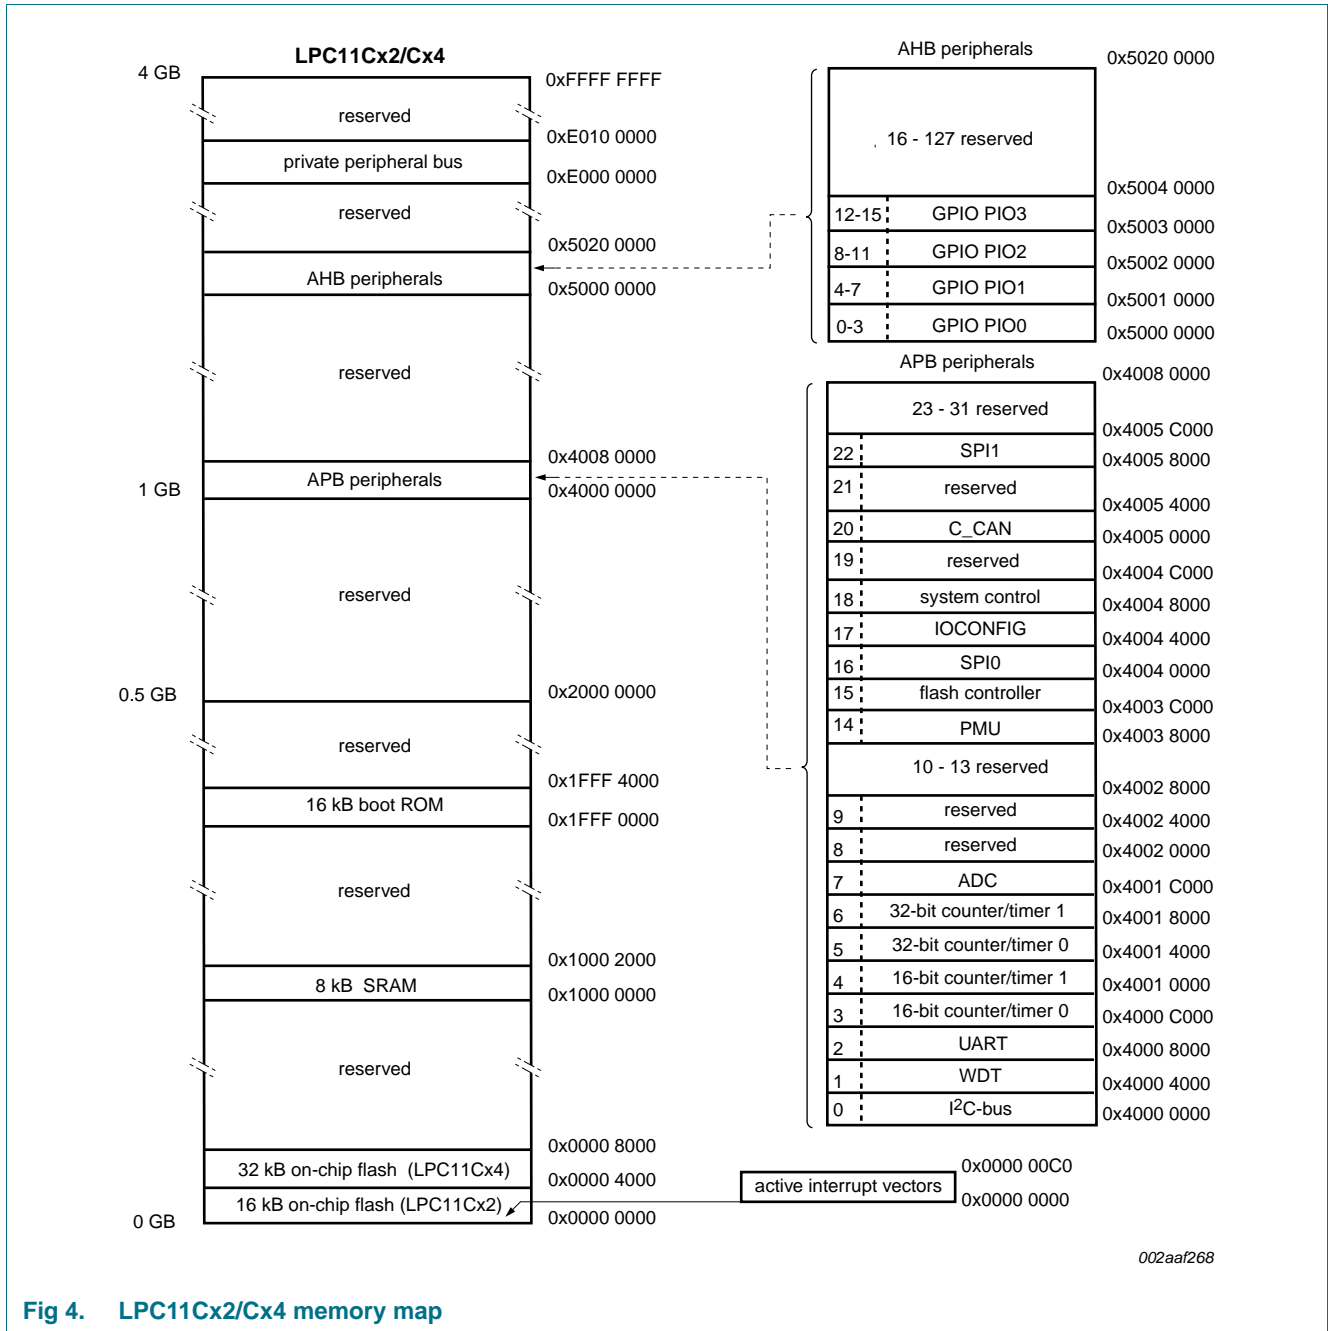 LPC11Cx2/Cx4
4 GB
0xFFFF FFFF
reserved
0xE010 0000
private peripheral bus
0xE000 0000
reserved
0x5020 0000
AHB peripherals
0x5000 0000
reserved
0x4008 0000
APB peripherals
1 GB
0x4000 0000
reserved
0.5 GB
0x2000 0000
reserved
0x1FFF 4000
16 kB boot ROM
0x1FFF 0000
reserved
0x1000 2000
8 kB SRAM
0x1000 0000
reserved
0x0000 8000
32 kB on-chip flash (LPC11Cx4)
0x0000 4000
16 kB on-chip flash (LPC11Cx2)
0 GB
0x0000 0000
AHB peripherals
0x5020 0000
16 - 127 reserved
0x5004 0000
12-15 GPIO PIO3
0x5003 0000
8-11 GPIO PIO2
0x5002 0000
4-7 GPIO PIO1
0x5001 0000
0-3 GPIO PIO0
0x5000 0000
APB peripherals
0x4008 0000
23 - 31 reserved
0x4005 C000
22 SPI1
0x4005 8000
21 reserved
0x4005 4000
20 C_CAN
0x4005 0000
19 reserved
0x4004 C000
18 system control
0x4004 8000
17 IOCONFIG
0x4004 4000
16 SPI0
0x4004 0000
15 flash controller
0x4003 C000
14 PMU
0x4003 8000
10 - 13 reserved
0x4002 8000
9 reserved
0x4002 4000
8 reserved
0x4002 0000
7 ADC
0x4001 C000
6 32-bit counter/timer 1
0x4001 8000
5 32-bit counter/timer 0
0x4001 4000
4 16-bit counter/timer 1
0x4001 0000
3 16-bit counter/timer 0
0x4000 C000
2 UART
0x4000 8000
1 WDT
0x4000 4000
0 I²C-bus
0x4000 0000
0x0000 00C0
active interrupt vectors
0x0000 0000
002aaf268
Fig 4. LPC11Cx2/Cx4 memory map